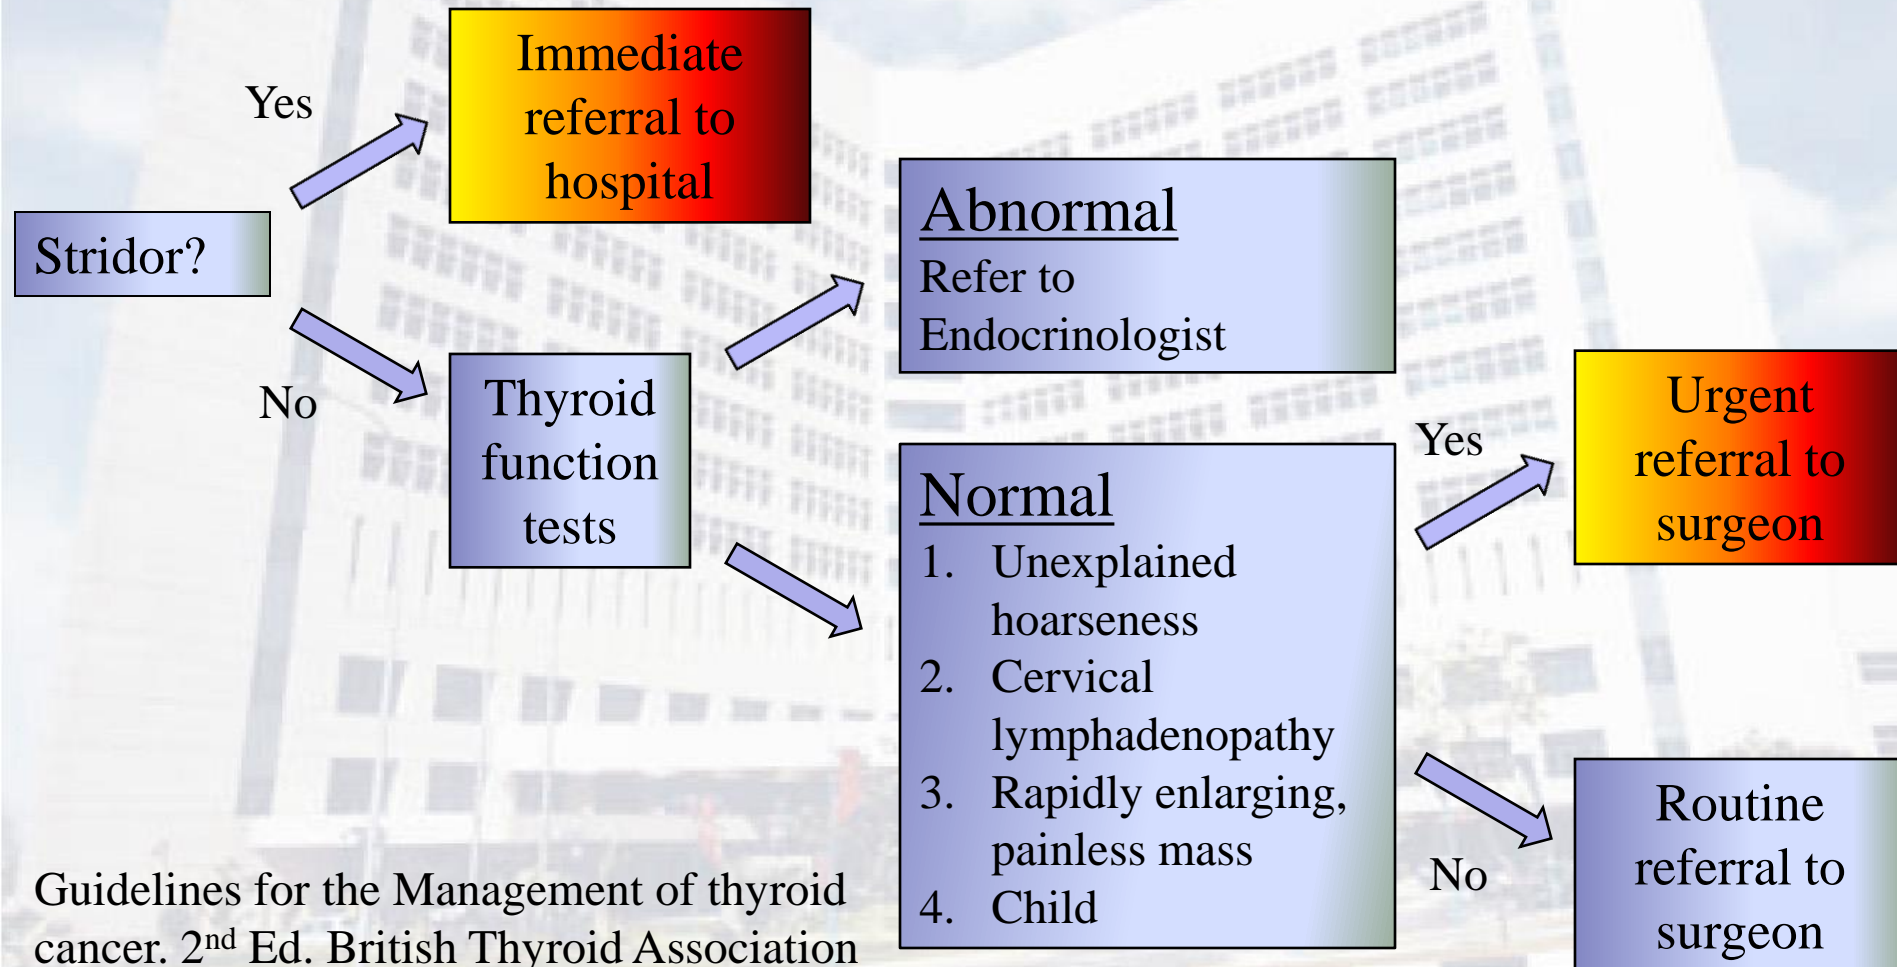 Yes
Immediate
referral to
hospital
Stridor?
No
Thyroid
function
tests
Abnormal
Refer to
Endocrinologist
Normal
1. Unexplained
hoarseness
2. Cervical
lymphadenopathy
3. Rapidly enlarging,
painless mass
4. Child
Yes
Urgent
referral to
surgeon
No
Routine
referral to
surgeon
Guidelines for the Management of thyroid
cancer. 2nd Ed. British Thyroid Association